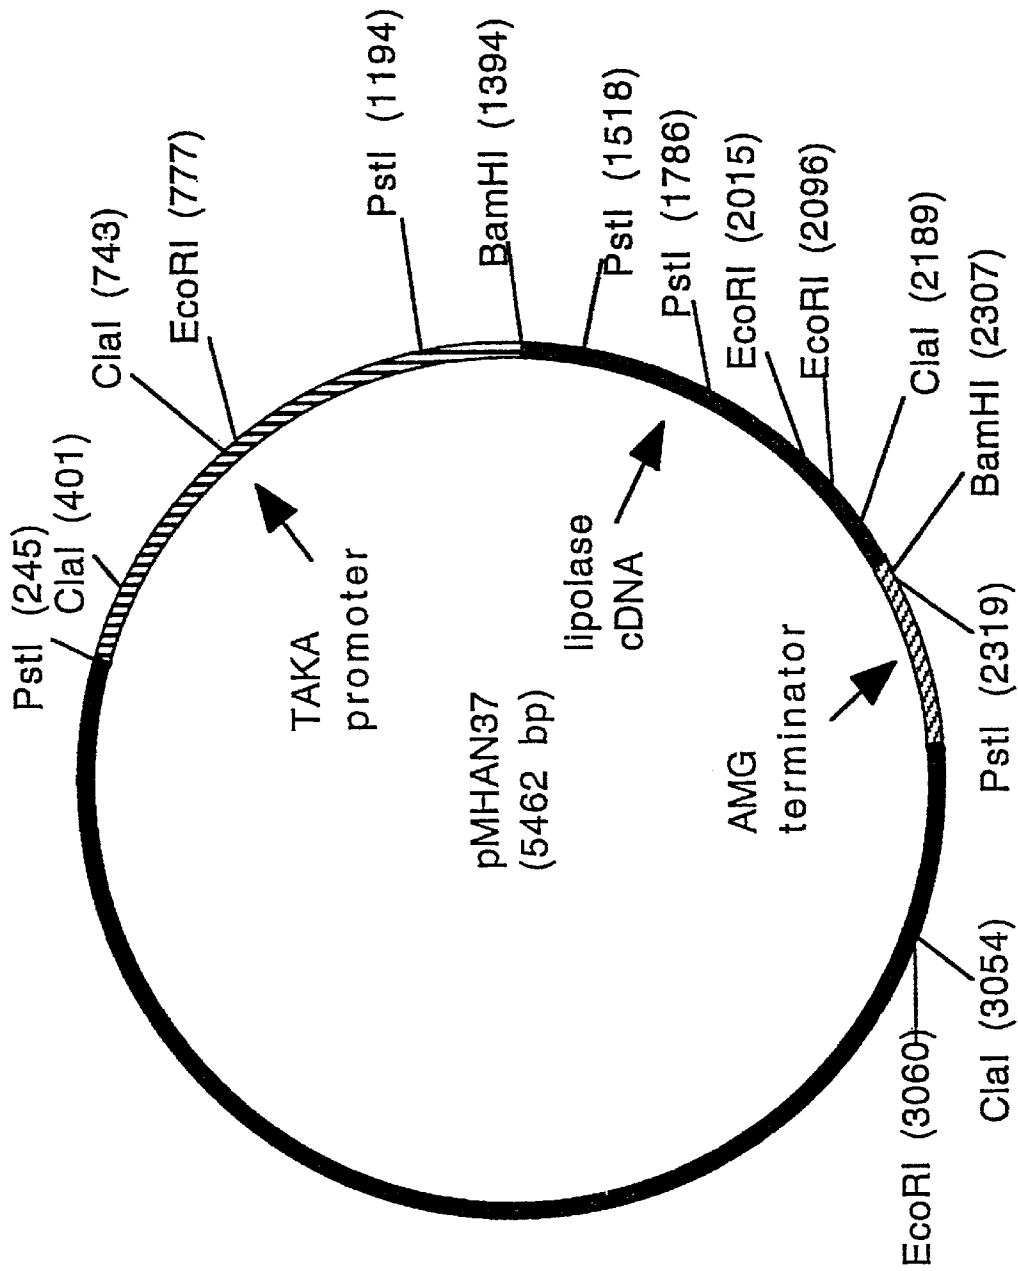 PstI (245)
ClaI (401)
ClaI (743)
EcoRI (777)
PstI (1194)
BamHI (1394)
PstI (1518)
PstI (1786)
EcoRI (2015)
EcoRI (2096)
ClaI (2189)
BamHI (2307)
PstI (2319)
ClaI (3054)
EcoRI (3060)
TAKA
promoter
lipolase
cDNA
AMG
terminator
pMHAN37
(5462 bp)